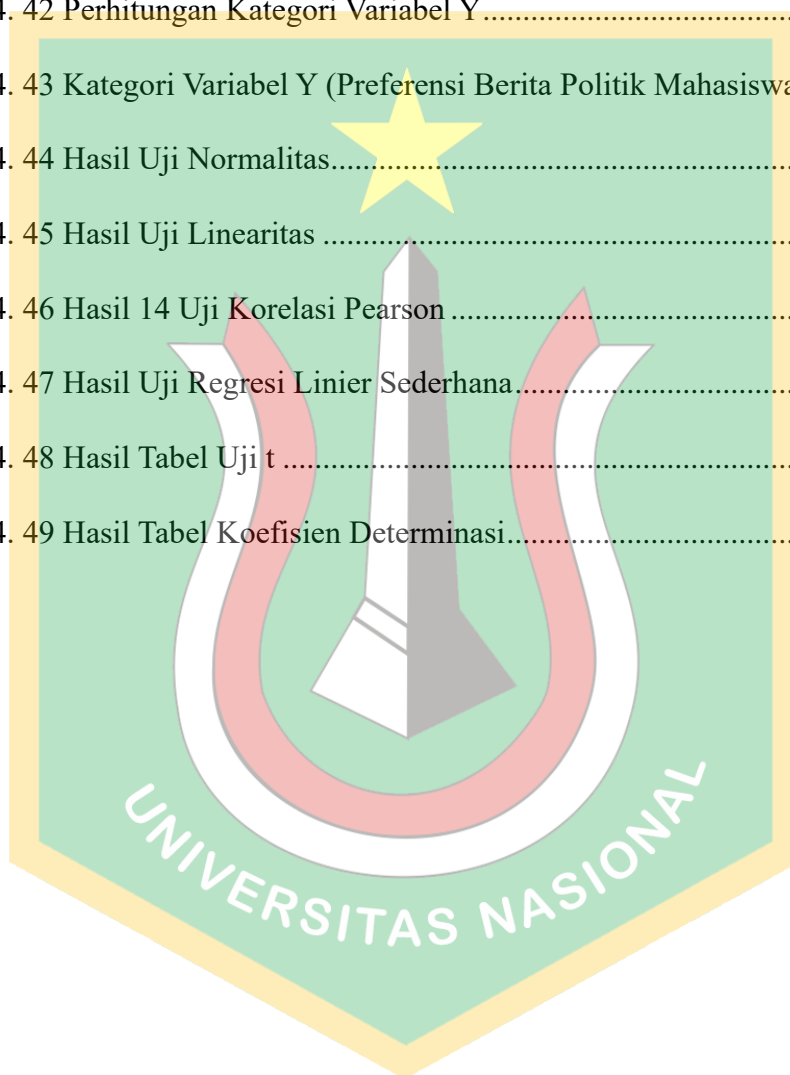 4. 42 Perhitungan Kategori Variabel Y.......................................
4. 43 Kategori Variabel Y (Preferensi Berita Politik Mahasiswa
4. 44 Hasil Uji Normalitas..........................................................
4. 45 Hasil Uji Linearitas ...........................................................
4. 46 Hasil 14 Uji Korelasi Pearson ...........................................
4. 47 Hasil Uji Regresi Linier Sederhana...................................
4. 48 Hasil Tabel Uji t ................................................................
4. 49 Hasil Tabel Koefisien Determinasi....................................
UNIVERSITAS NASIONAL